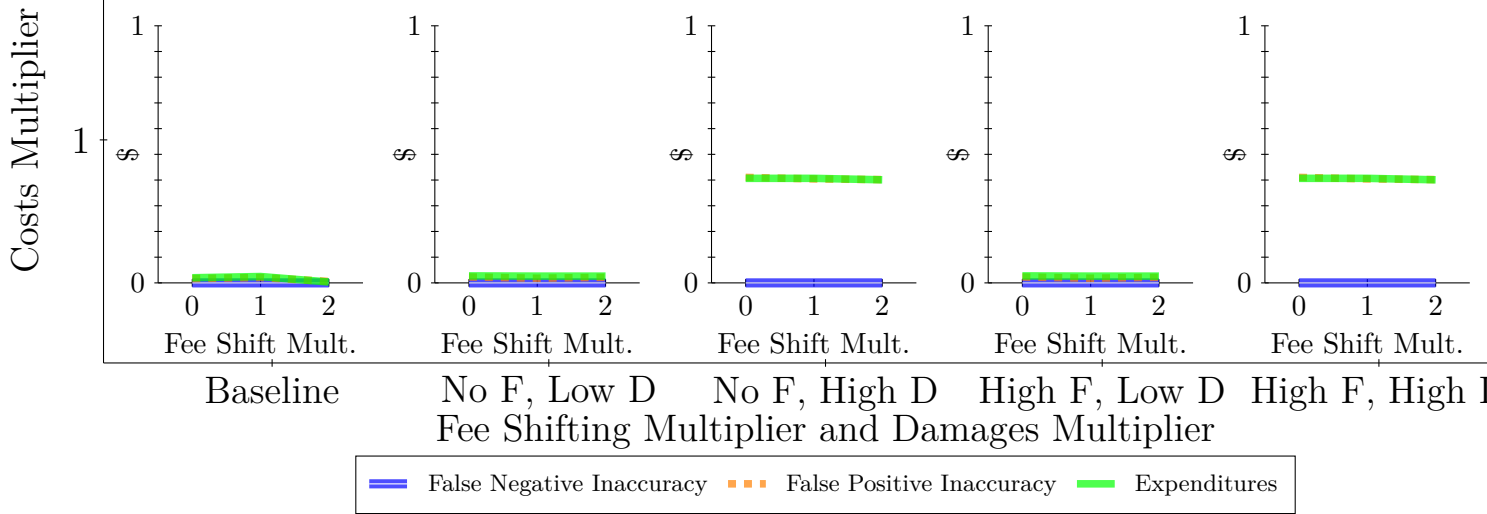 Costs Multiplier
1
1 1 1 1 1
$ $ $ $ $
0 0 0 0 0
0 1 2 0 1 2 0 1 2 0 1 2 0 1 2
Fee Shift Mult. Fee Shift Mult. Fee Shift Mult. Fee Shift Mult. Fee Shift Mult.
Baseline No F, Low D No F, High D High F, Low D High F, High
Fee Shifting Multiplier and Damages Multiplier
False Negative Inaccuracy False Positive Inaccuracy Expenditures